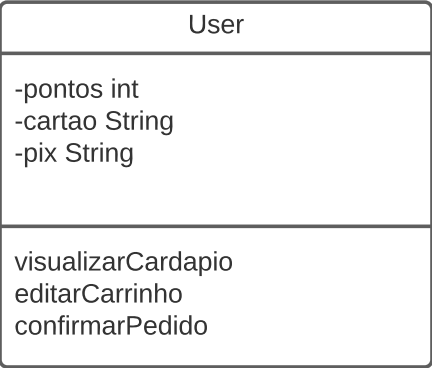 User
-pontos int
-cartao String
-pix String
visualizarCardapio
editarCarrinho
confirmarPedido